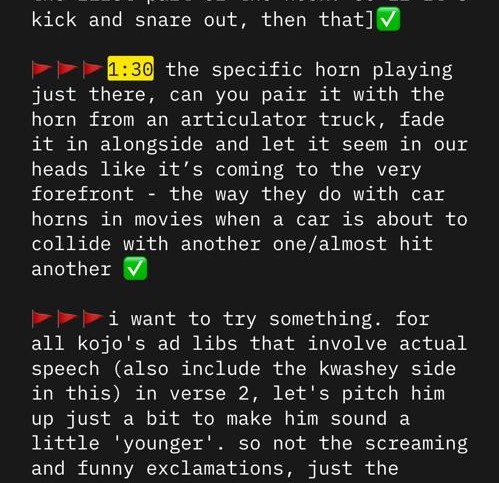 kick and snare out, then that]✅
🚩🚩🚩1:30 the specific horn playing
just there, can you pair it with the
horn from an articulator truck, fade
it in alongside and let it seem in our
heads like it’s coming to the very
forefront - the way they do with car
horns in movies when a car is about to
collide with another one/almost hit
another ✅
🚩🚩🚩i want to try something. for
all kojo's ad libs that involve actual
speech (also include the kwashey side
in this) in verse 2, let's pitch him
up just a bit to make him sound a
little 'younger'. so not the screaming
and funny exclamations, just the